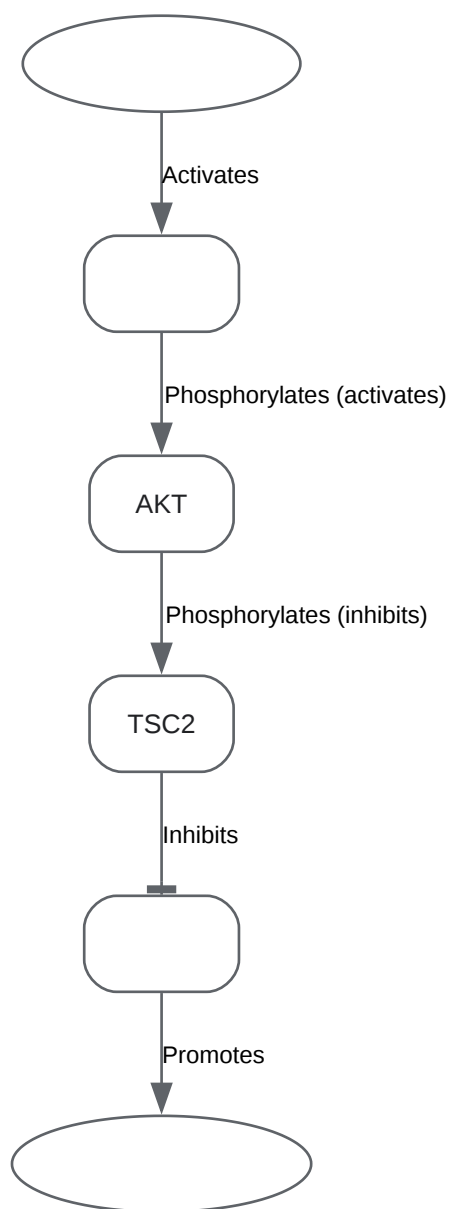 Activates
Phosphorylates (activates)
AKT
Phosphorylates (inhibits)
TSC2
Inhibits
Promotes